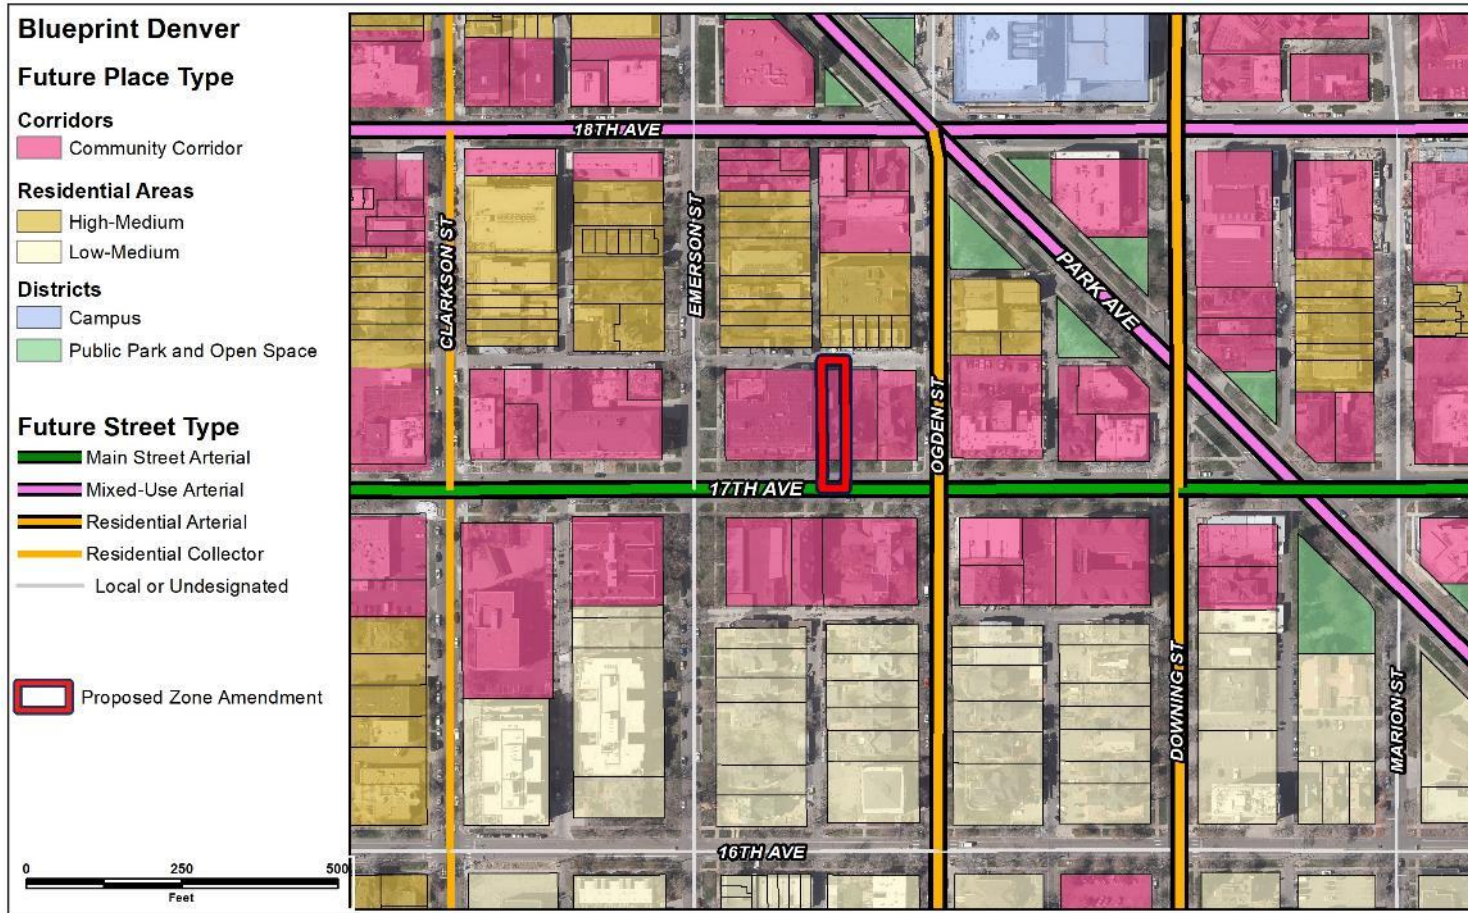 Blueprint Denver
Future Place Type
Corridors
Community Corridor
Residential Areas
High-Medium
Low-Medium
Districts
Campus
Public Park and Open Space
Future Street Type
Main Street Arterial
Mixed-Use Arterial
Residential Arterial
Residential Collector
Local or Undesignated
Proposed Zone Amendment
0 250 500
Feet
18TH AVE
CLARKSON ST
EMERSON ST
PARK AVE
OGDEN ST
17TH AVE
DOWNING ST
MARION ST
16TH AVE